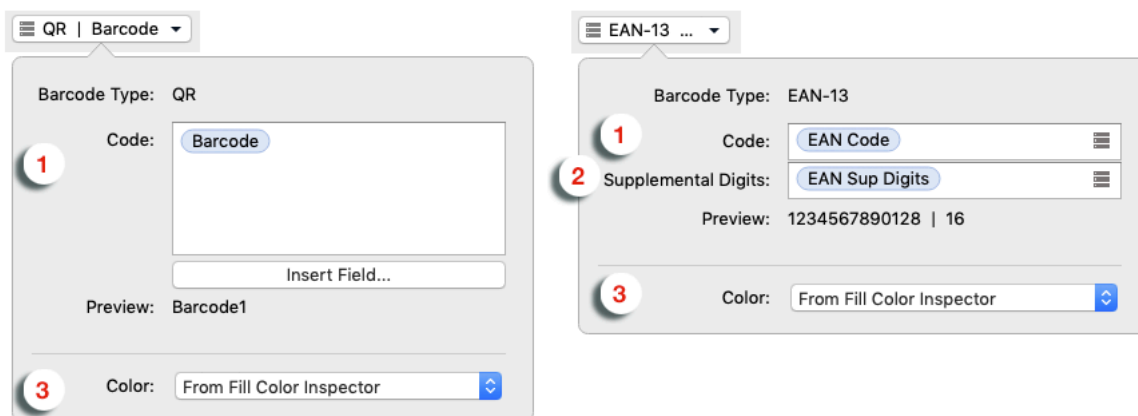 QR | Barcode
Barcode Type: QR
Code: Barcode
1
Insert Field...
Preview: Barcode1
3 Color: From Fill Color Inspector
EAN-13 ...
Barcode Type: EAN-13
1 Code: EAN Code
2 Supplemental Digits: EAN Sup Digits
Preview: 1234567890128 | 16
3 Color: From Fill Color Inspector